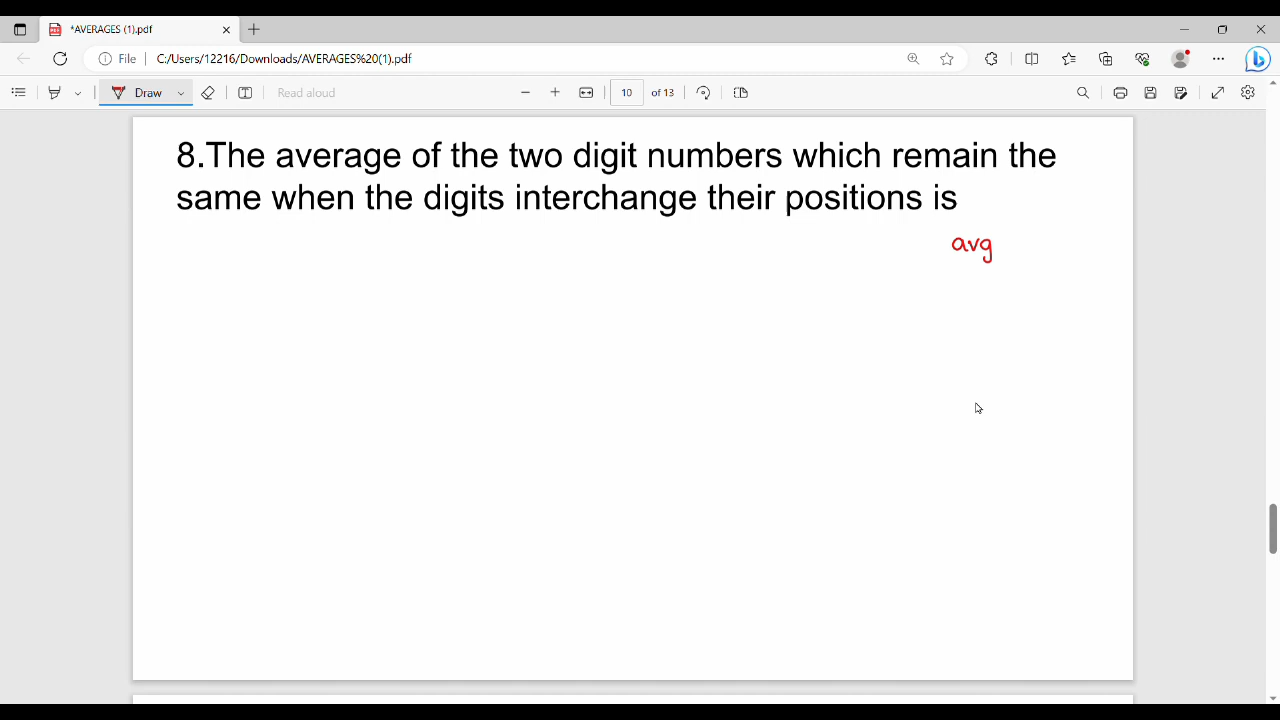 *AVERAGES (1).pdf
File C:/Users/12216/Downloads/AVERAGES%20(1).pdf
Draw Read aloud 10 of 13
8.The average of the two digit numbers which remain the
same when the digits interchange their positions is
avg